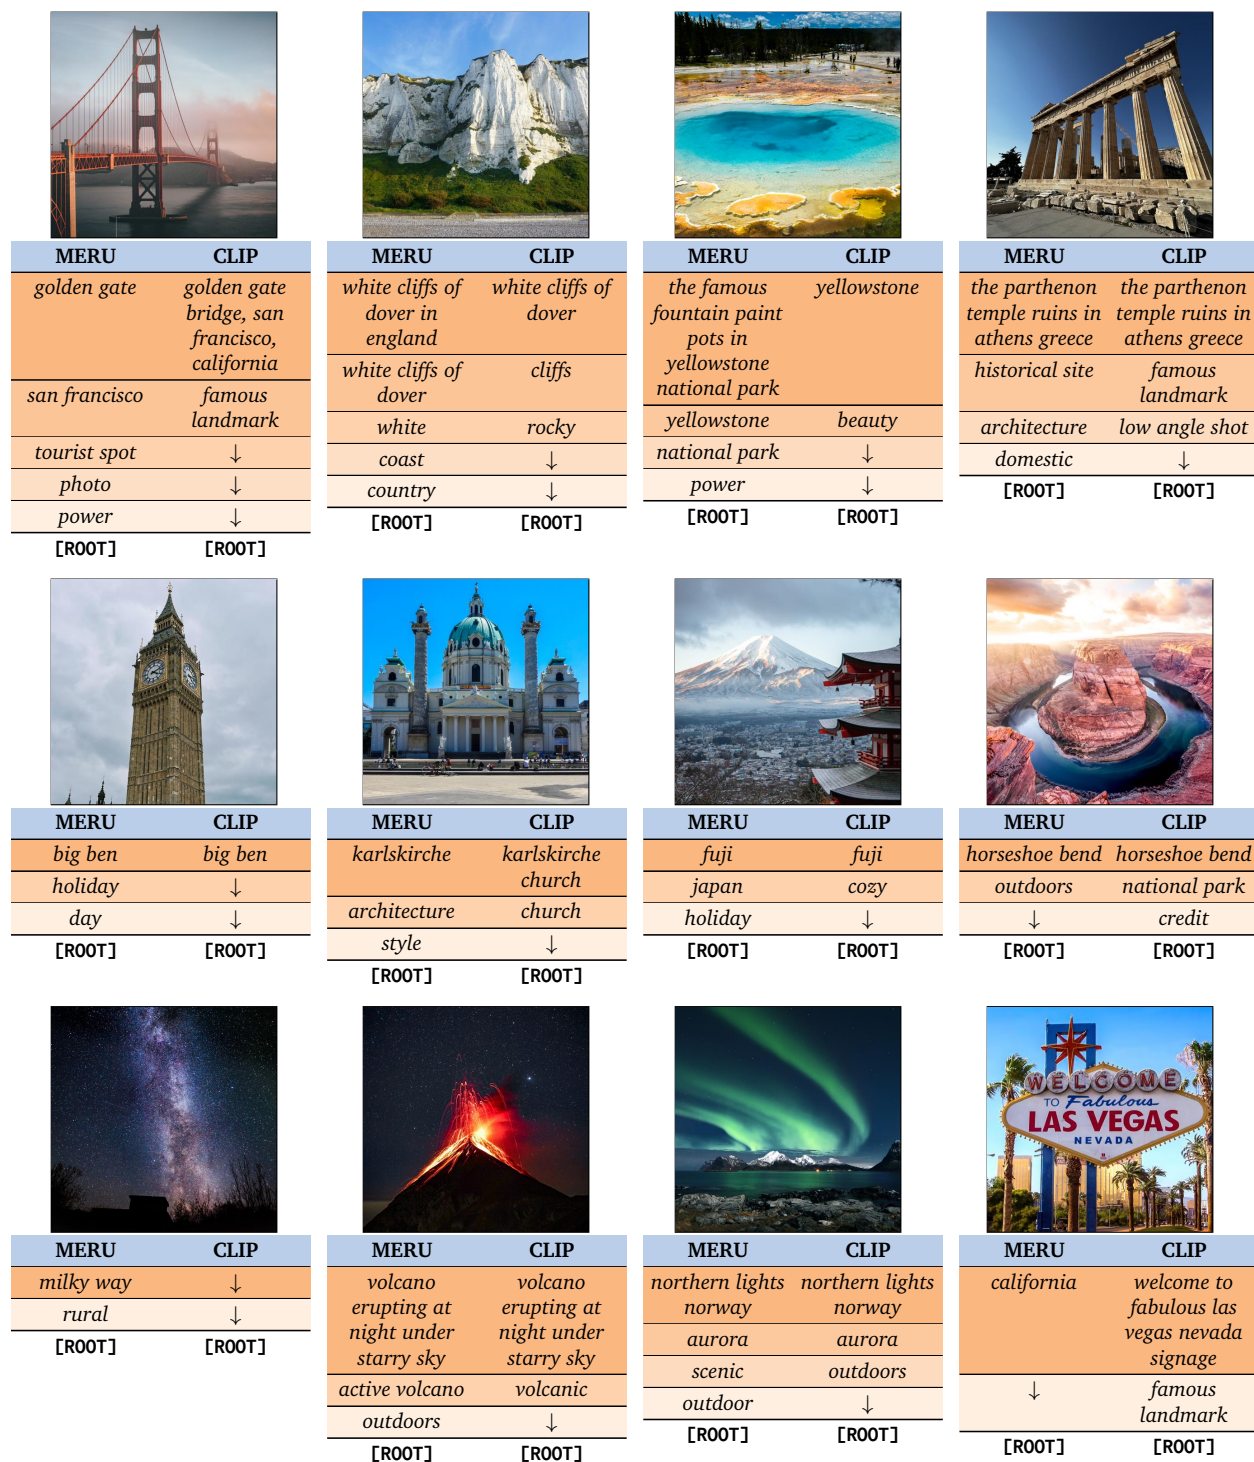 MERU CLIP
golden gate golden gate
bridge, san
francisco,
california
san francisco famous
landmark
tourist spot ↓
photo ↓
power ↓
[ROOT] [ROOT]
MERU CLIP
white cliffs of white cliffs of
dover in dover
england
white cliffs of cliffs
dover
white rocky
coast ↓
country ↓
[ROOT] [ROOT]
MERU CLIP
the famous yellowstone
fountain paint
pots in
yellowstone
national park
yellowstone beauty
national park ↓
power ↓
[ROOT] [ROOT]
MERU CLIP
the parthenon the parthenon
temple ruins in temple ruins in
athens greece athens greece
historical site famous
landmark
architecture low angle shot
domestic ↓
[ROOT] [ROOT]
MERU CLIP
big ben big ben
holiday ↓
day ↓
[ROOT] [ROOT]
MERU CLIP
karlskirche karlskirche
church
architecture church
style ↓
[ROOT] [ROOT]
MERU CLIP
fuji fuji
japan cozy
holiday ↓
[ROOT] [ROOT]
MERU CLIP
horseshoe bend horseshoe bend
outdoors national park
↓ credit
[ROOT] [ROOT]
MERU CLIP
milky way ↓
rural ↓
[ROOT] [ROOT]
MERU CLIP
volcano volcano
erupting at erupting at
night under night under
starry sky starry sky
active volcano volcanic
outdoors ↓
[ROOT] [ROOT]
MERU CLIP
northern lights northern lights
norway norway
aurora aurora
scenic outdoors
outdoor ↓
[ROOT] [ROOT]
WELCOME
TO Fabulous
LAS VEGAS
NEVADA
MERU CLIP
california welcome to
fabulous las
vegas nevada
signage
↓ famous
landmark
[ROOT] [ROOT]